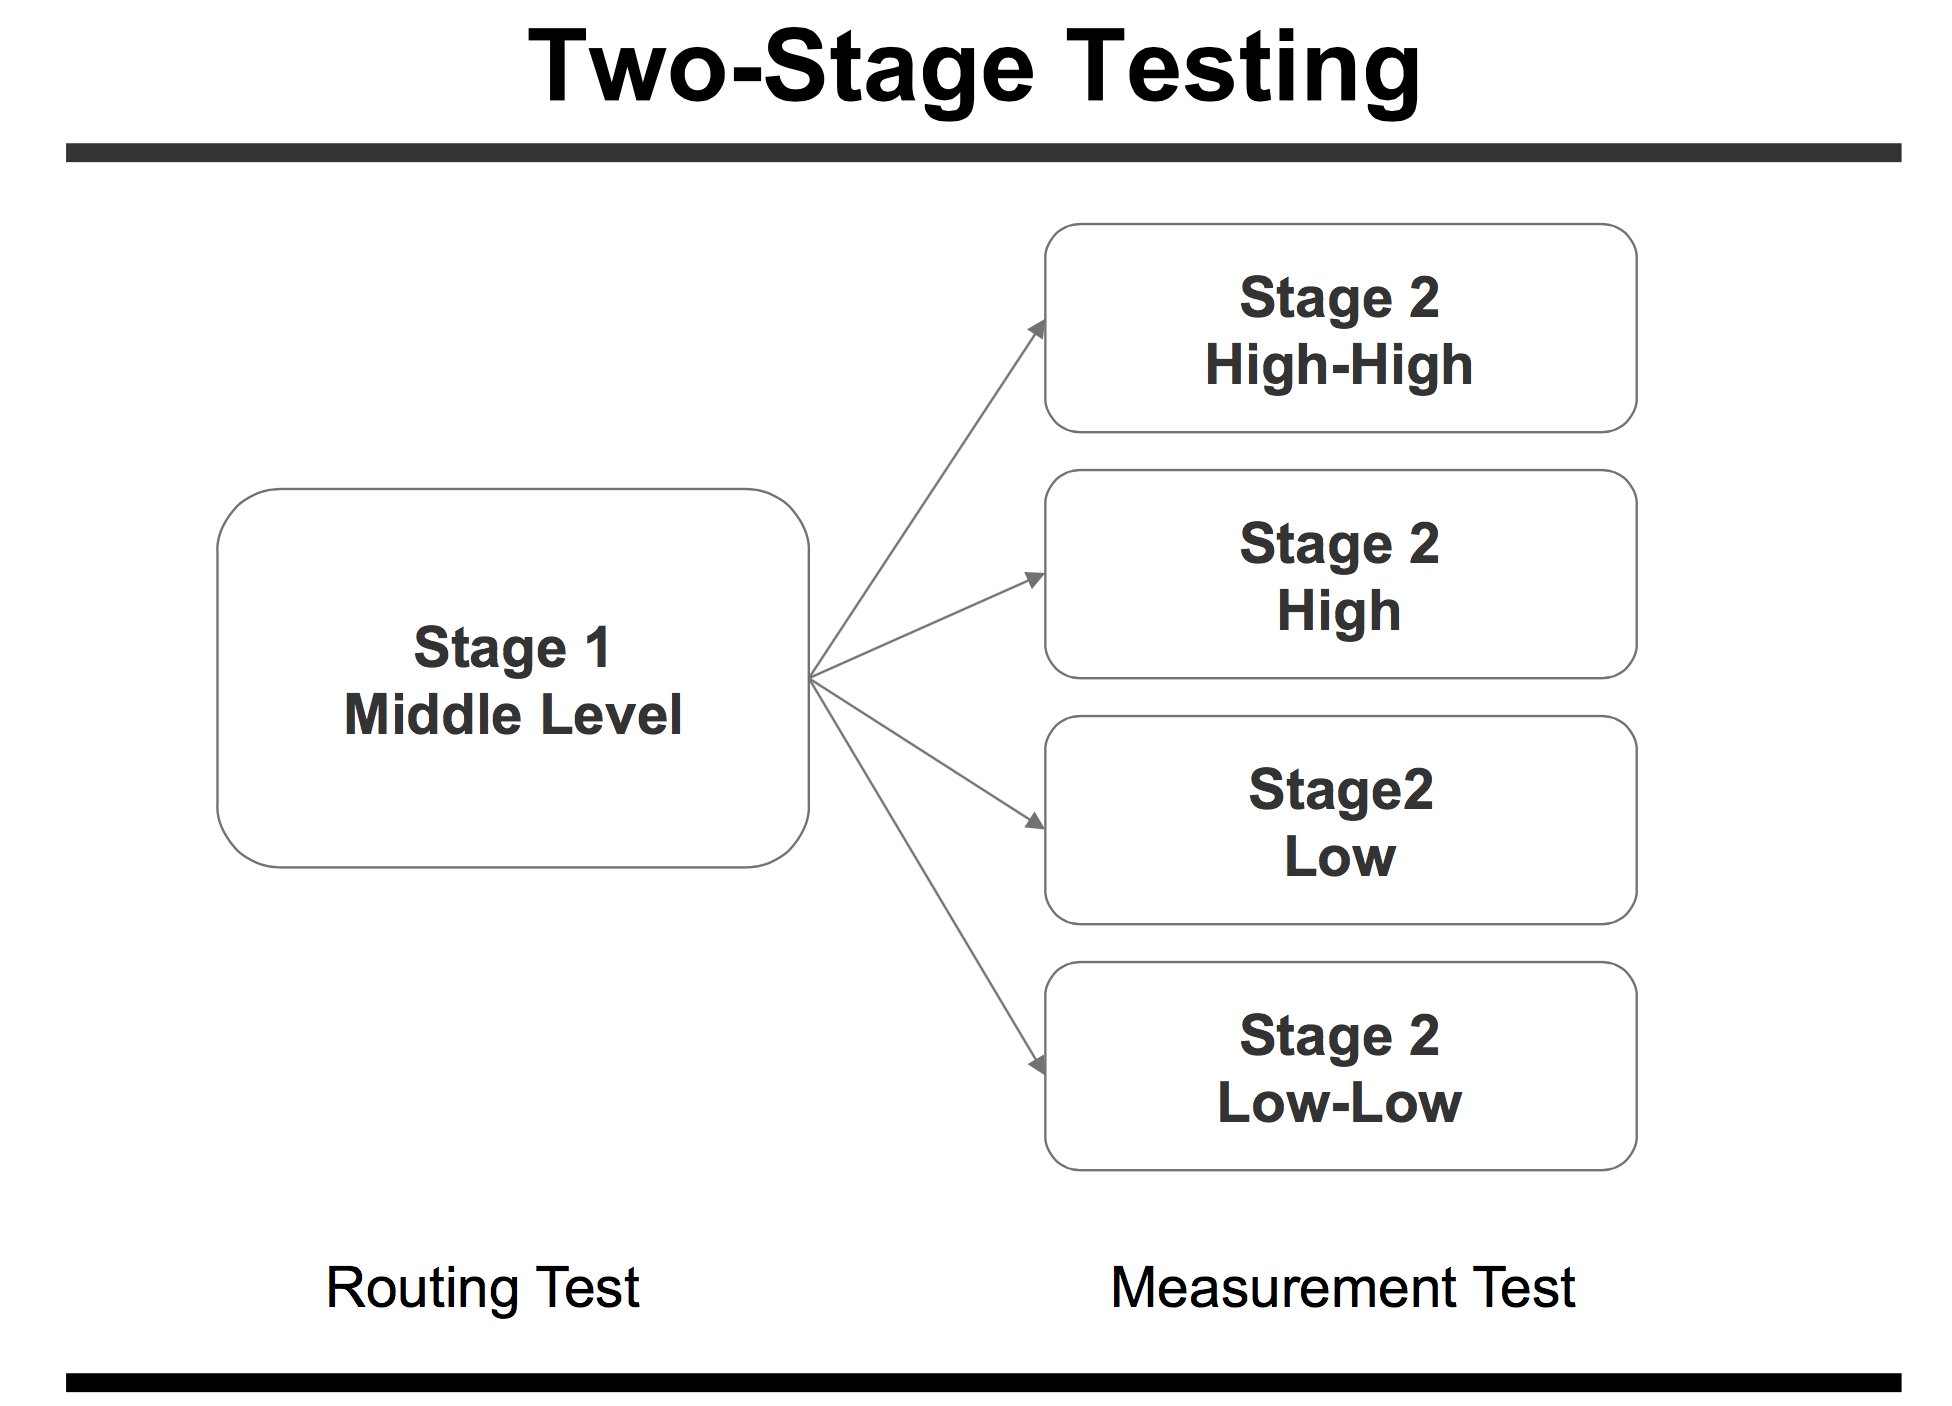 Two-Stage Testing
Stage 1
Middle Level
Stage 2
High-High
Stage 2
High
Stage2
Low
Stage 2
Low-Low
Routing Test
Measurement Test